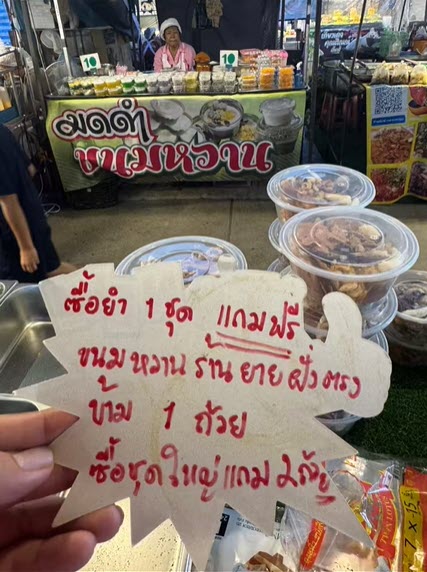 10
10
มดดำ
ขนมหวาน
ซื้อยำ 1 ชุด แถมฟรี
ขนมหวานร้านยายฝั่งตรง
ข้าม 1 ถ้วย
ซื้อชุดใหญ่แถม 2 ถ้วย